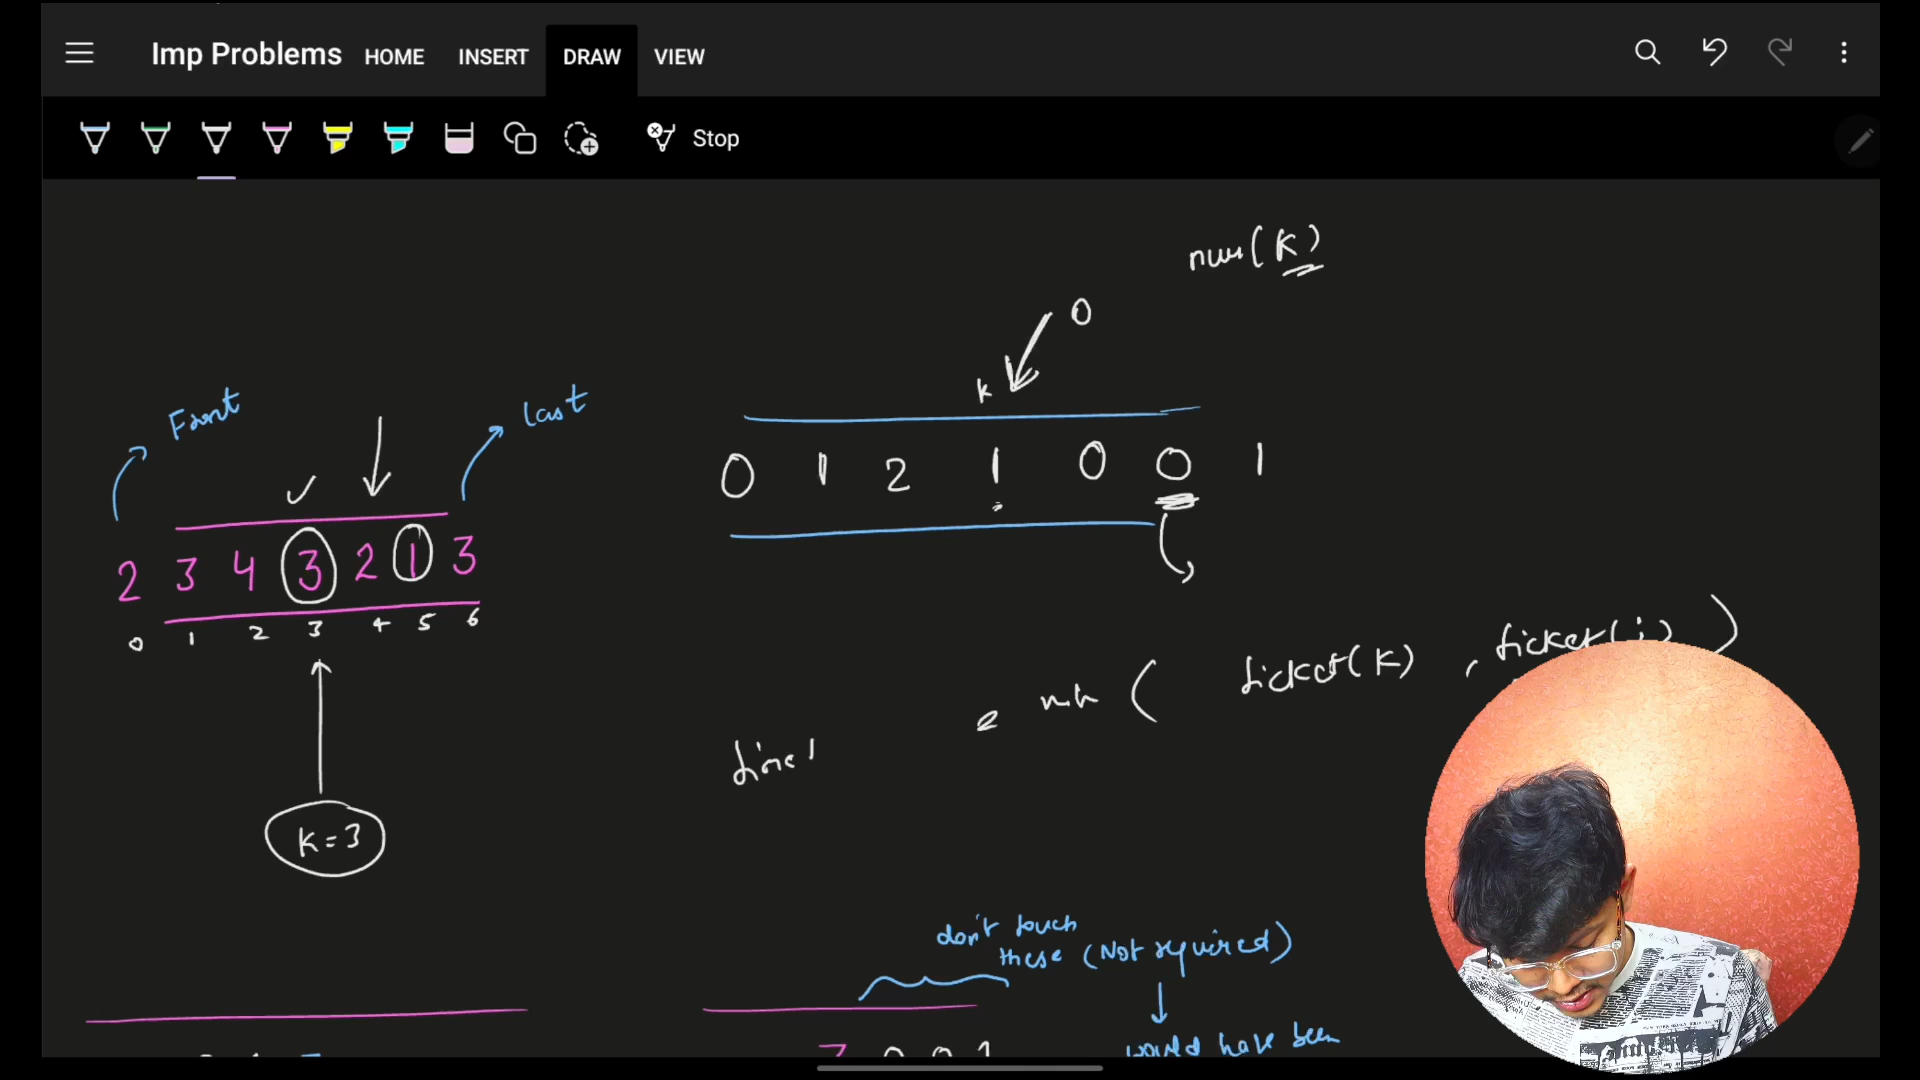 Imp Problems HOME INSERT DRAW VIEW
Stop
num(k)
0
k
Front
last
0 1 2 1 0 0 1
2 3 4 3 2 1 3
0 1 2 3 4 5 6
min ( ticket(k) , ticket(i) )
time
k=3
don't touch
these (Not required)
would have been